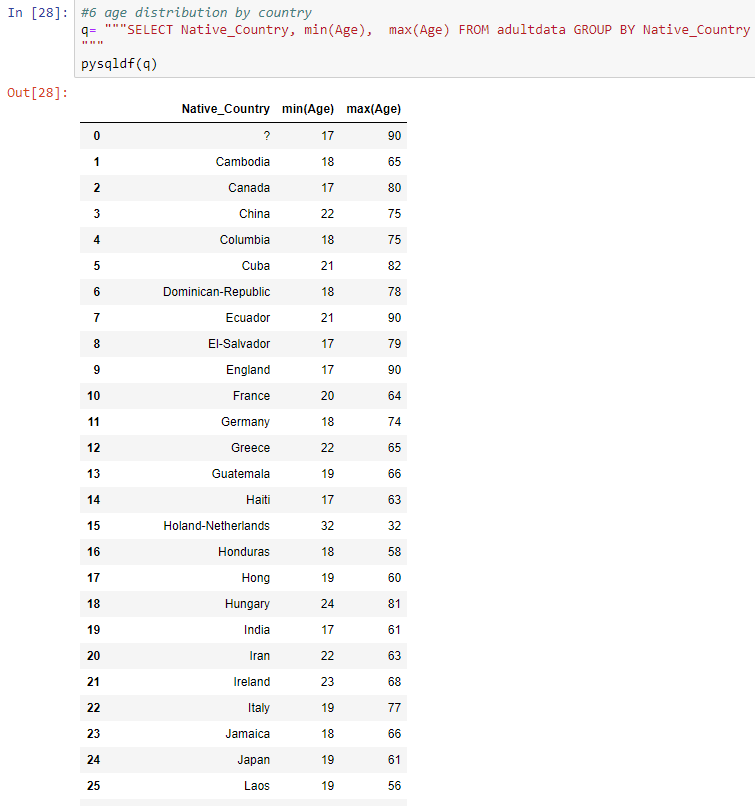 In [28]: #6 age distribution by country
q= """SELECT Native_Country, min(Age),  max(Age) FROM adultdata GROUP BY Native_Country
"""
pysqldf(q)
Out[28]:
Native_Country min(Age) max(Age)
0 ? 17 90
1 Cambodia 18 65
2 Canada 17 80
3 China 22 75
4 Columbia 18 75
5 Cuba 21 82
6 Dominican-Republic 18 78
7 Ecuador 21 90
8 El-Salvador 17 79
9 England 17 90
10 France 20 64
11 Germany 18 74
12 Greece 22 65
13 Guatemala 19 66
14 Haiti 17 63
15 Holand-Netherlands 32 32
16 Honduras 18 58
17 Hong 19 60
18 Hungary 24 81
19 India 17 61
20 Iran 22 63
21 Ireland 23 68
22 Italy 19 77
23 Jamaica 18 66
24 Japan 19 61
25 Laos 19 56